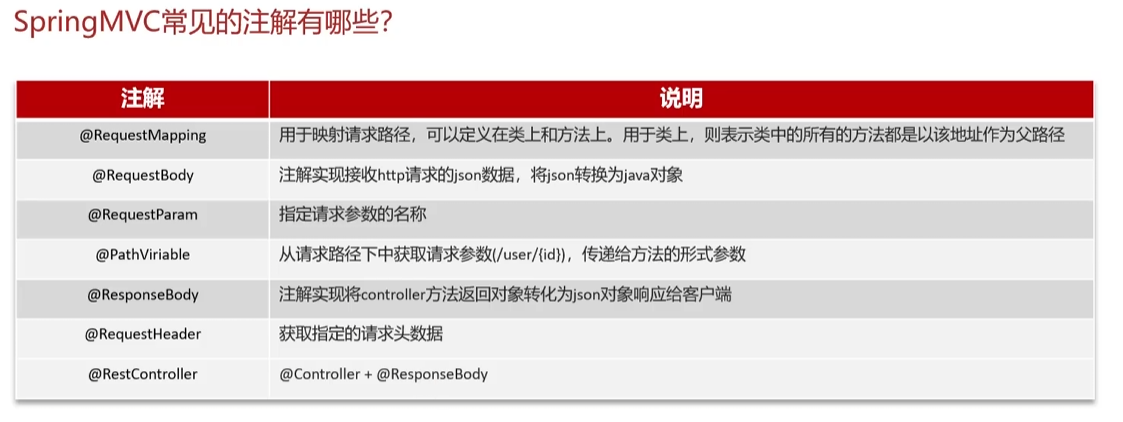 SpringMVC常见的注解有哪些？
注解 说明
@RequestMapping 用于映射请求路径，可以定义在类上和方法上。用于类上，则表示类中的所有的方法都是以该地址作为父路径
@RequestBody 注解实现接收http请求的json数据，将json转换为java对象
@RequestParam 指定请求参数的名称
@PathViriable 从请求路径下中获取请求参数(/user/{id})，传递给方法的形式参数
@ResponseBody 注解实现将controller方法返回对象转化为json对象响应给客户端
@RequestHeader 获取指定的请求头数据
@RestController @Controller + @ResponseBody